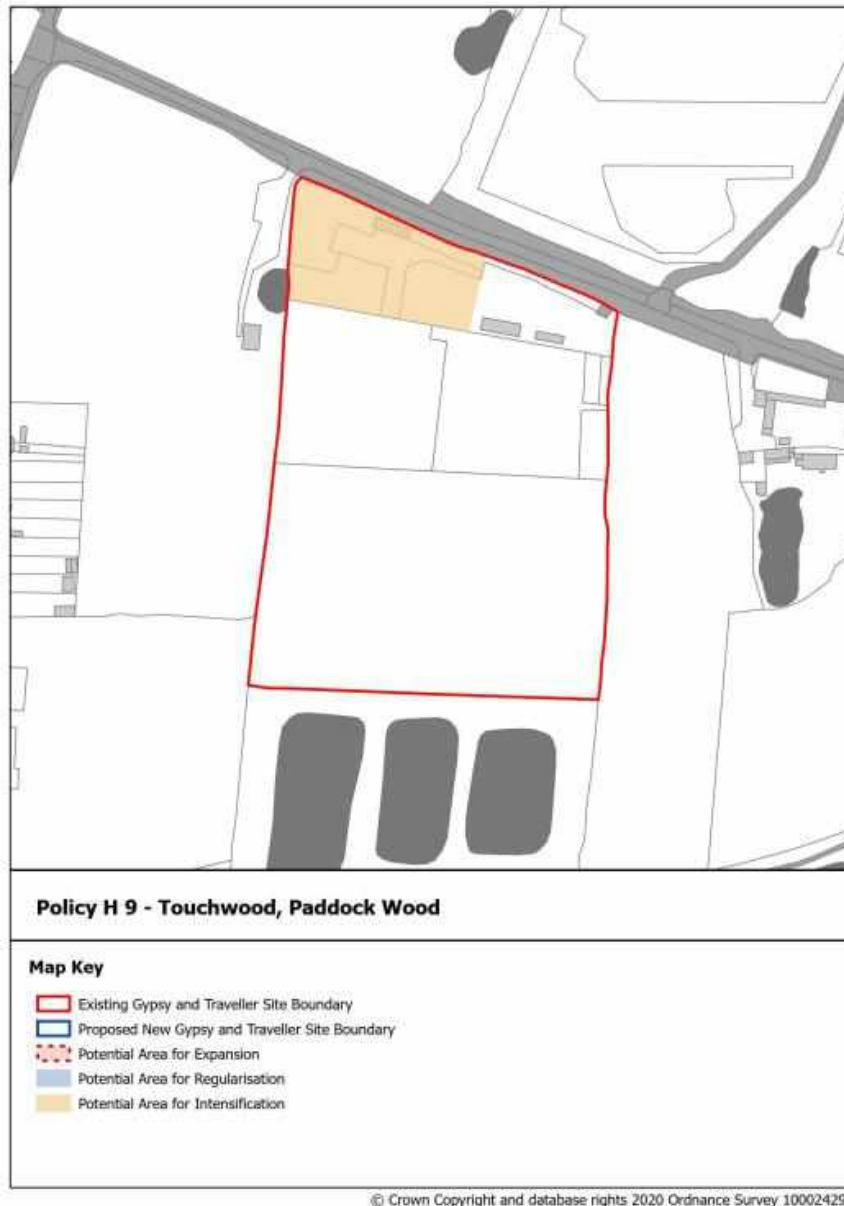 Policy H 9 - Touchwood, Paddock Wood
Map Key
Existing Gypsy and Traveller Site Boundary
Proposed New Gypsy and Traveller Site Boundary
Potential Area for Expansion
Potential Area for Regularisation
Potential Area for Intensification
© Crown Copyright and database rights 2020 Ordnance Survey 10002429